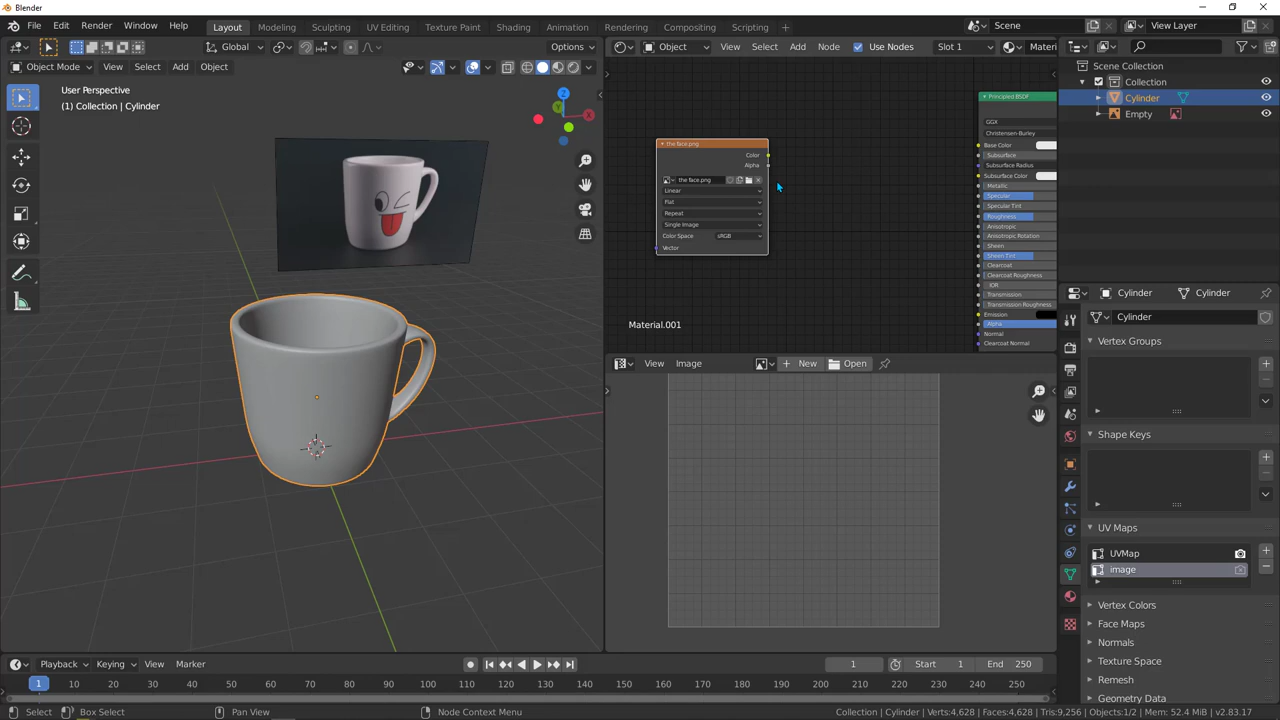 Blender
File Edit Render Window Help Layout Modeling Sculpting UV Editing Texture Paint Shading Animation Rendering Compositing Scripting + Scene View Layer
Global Options
Object View Select Add Node Use Nodes Slot 1 Materi
Object Mode View Select Add Object
User Perspective
(1) Collection | Cylinder
Z
Y
X
Scene Collection
Collection
Cylinder
Empty
the face.png
Color
Alpha
the face.png
Linear
Flat
Repeat
Single Image
Color Space sRGB
Vector
Material.001
Principled BSDF
GGX
Christensen-Burley
Base Color
Subsurface
Subsurface Radius
Subsurface Color
Metallic
Specular
Specular Tint
Roughness
Anisotropic
Anisotropic Rotation
Sheen
Sheen Tint
Clearcoat
Clearcoat Roughness
IOR
Transmission
Transmission Roughness
Emission
Alpha
Normal
Clearcoat Normal
View Image New Open
Cylinder Cylinder
Cylinder
Vertex Groups
Shape Keys
UV Maps
UVMap
image
Vertex Colors
Face Maps
Normals
Texture Space
Remesh
Geometry Data
Playback Keying View Marker 1 Start 1 End 250
1 10 20 30 40 50 60 70 80 90 100 110 120 130 140 150 160 170 180 190 200 210 220 230 240 250
Select Box Select Pan View Node Context Menu Collection | Cylinder | Verts:4,628 | Faces:4,628 | Tris:9,256 | Objects:1/2 | Mem: 52.4 MiB | v2.83.17